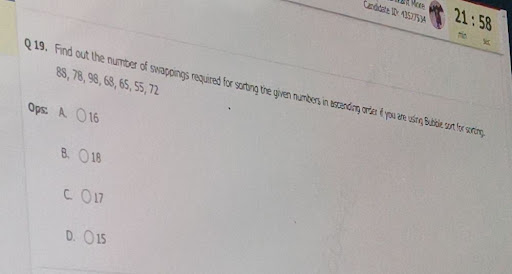 More
Candidate ID: 43577534
21 : 58
min sec
Q 19. Find out the number of swappings required for sorting the given numbers in ascending order if you are using Bubble sort for sorting.
88, 78, 98, 68, 65, 55, 72
Ops: A. 16
B. 18
C. 17
D. 15